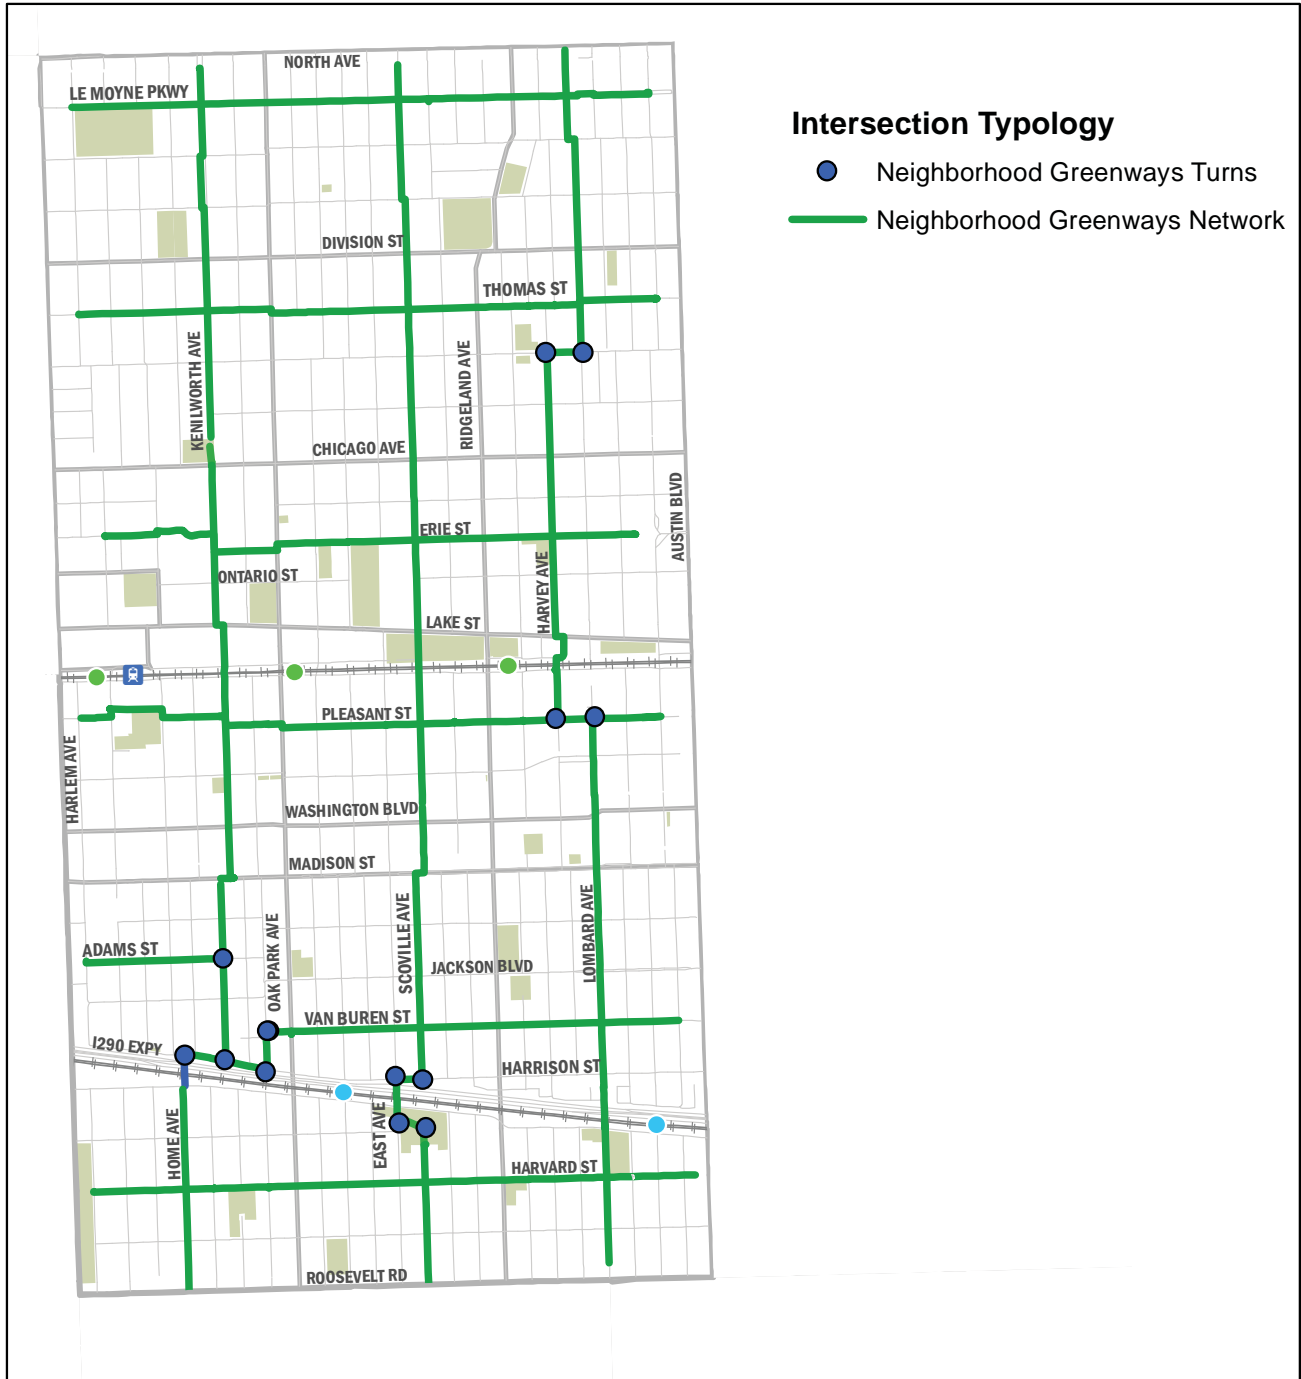 NORTH AVE
LE MOYNE PKWY
Intersection Typology
Neighborhood Greenways Turns
Neighborhood Greenways Network
DIVISION ST
THOMAS ST
KENILWORTH AVE
RIDGELAND AVE
CHICAGO AVE
AUSTIN BLVD
ERIE ST
HARVEY AVE
ONTARIO ST
LAKE ST
PLEASANT ST
HARLEM AVE
WASHINGTON BLVD
MADISON ST
LOMBARD AVE
SCOVILLE AVE
OAK PARK AVE
ADAMS ST
JACKSON BLVD
VAN BUREN ST
I290 EXPY
HARRISON ST
HOME AVE
EAST AVE
HARVARD ST
ROOSEVELT RD